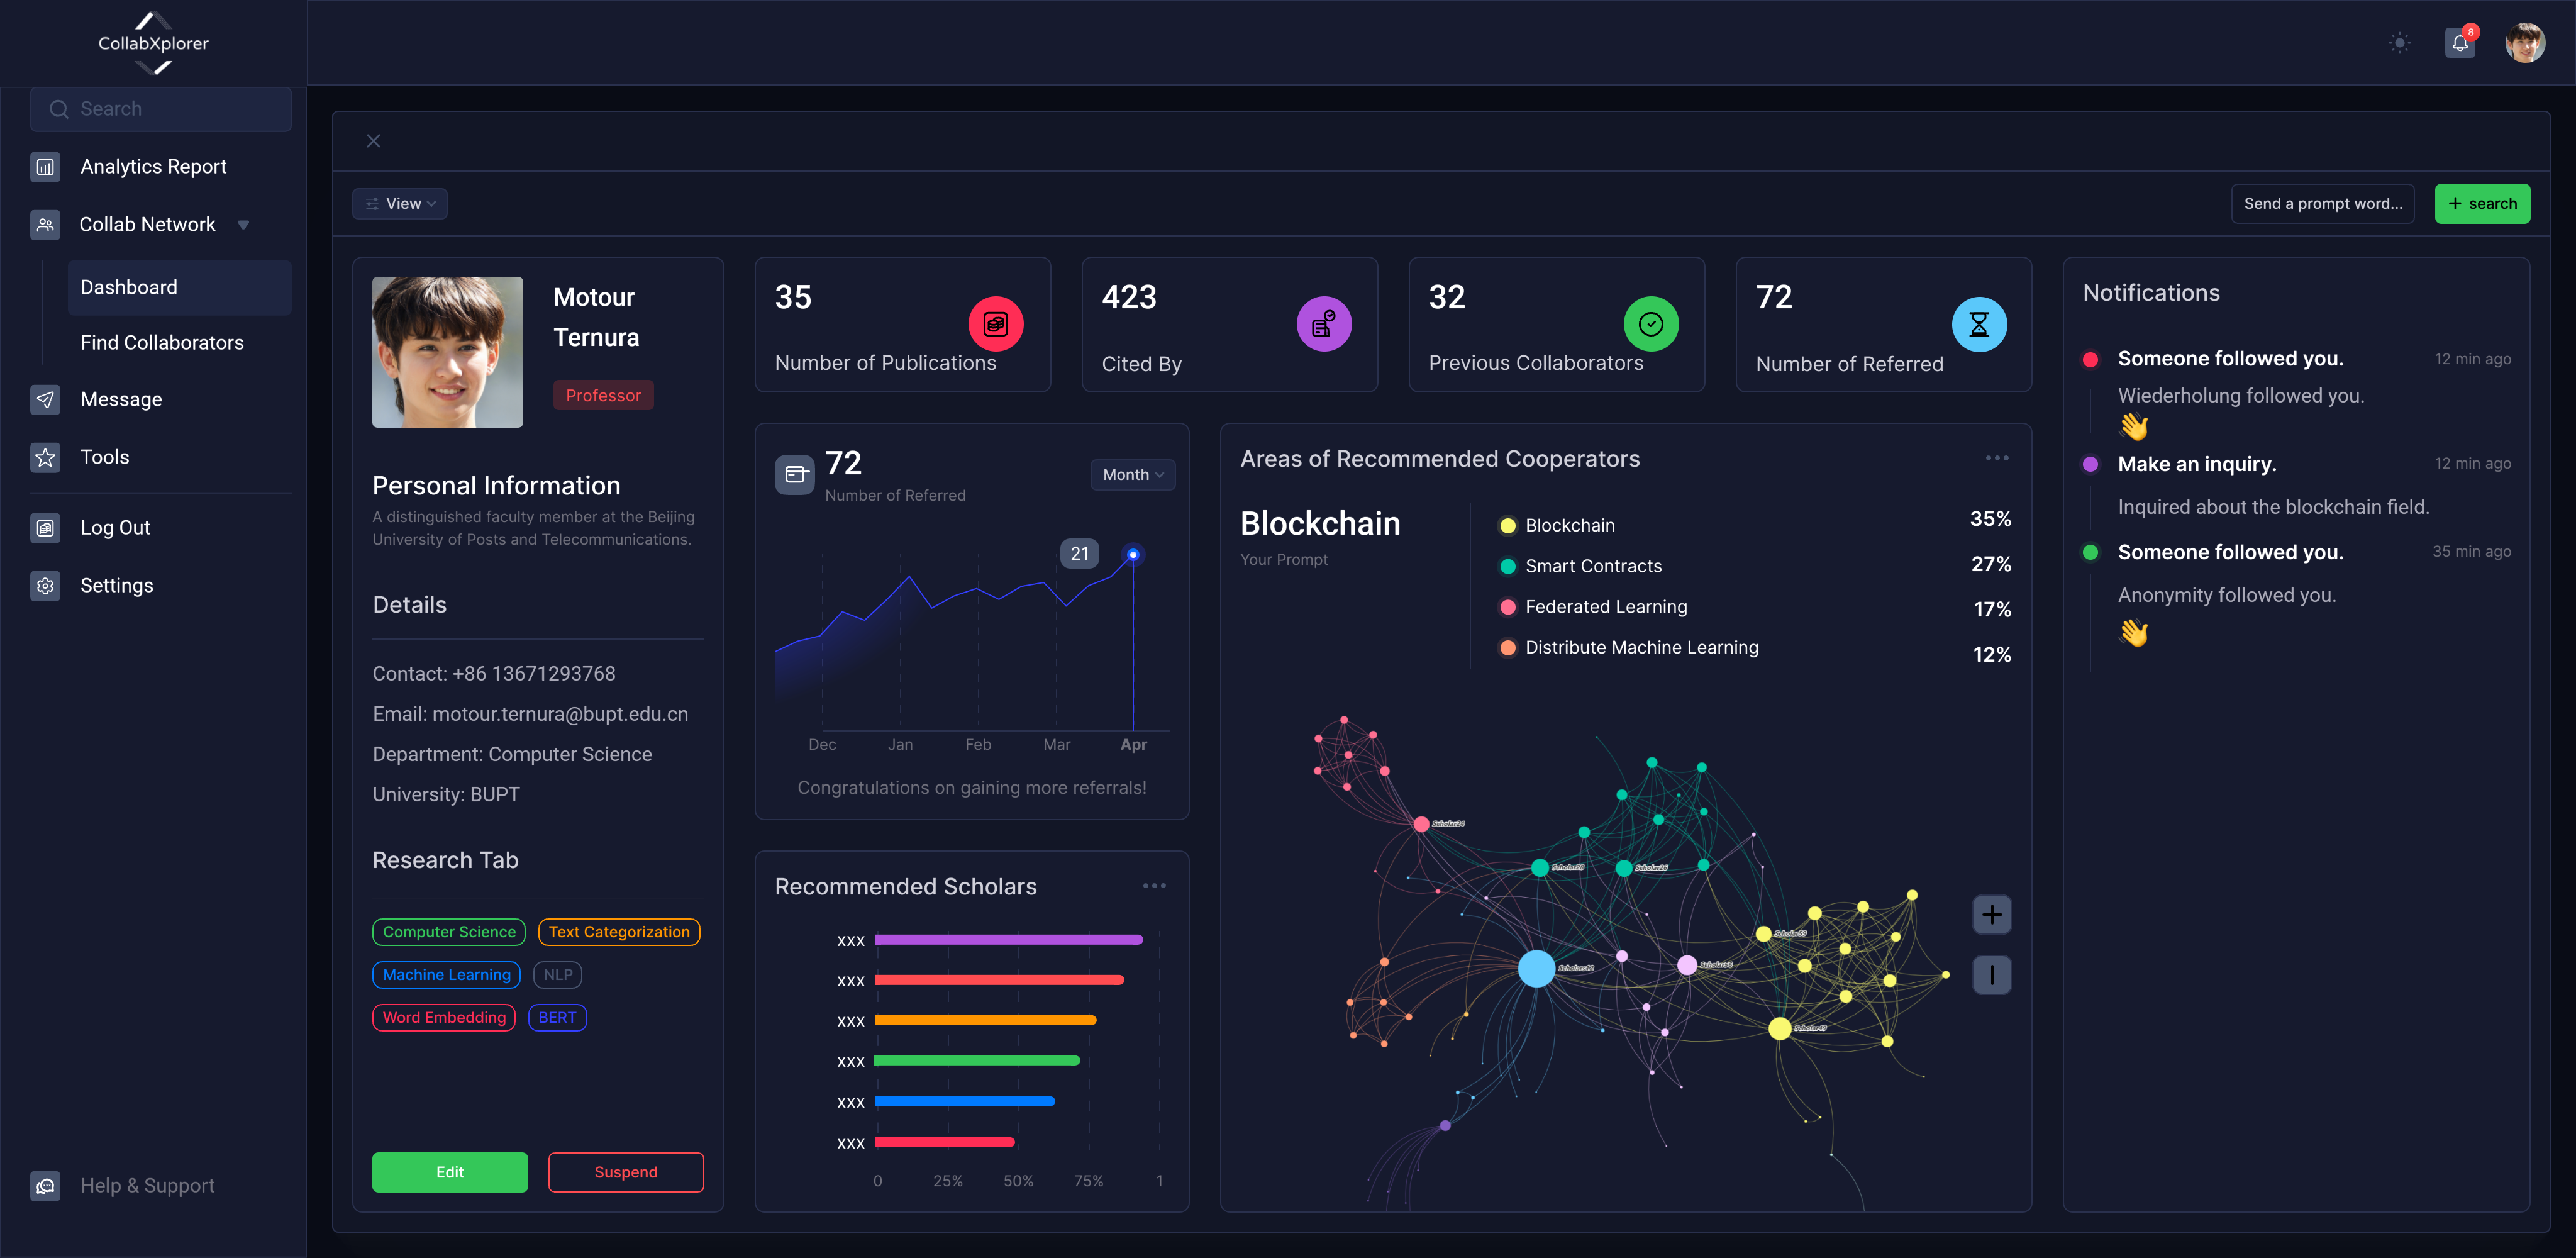 CollabXplorer
8
Search
Analytics Report
Collab Network
Dashboard
Find Collaborators
Message
Tools
Log Out
Settings
Help & Support
View
Send a prompt word...
+ search
Motour
Ternura
Professor
Personal Information
A distinguished faculty member at the Beijing
University of Posts and Telecommunications.
Details
Contact: +86 13671293768
Email: motour.ternura@bupt.edu.cn
Department: Computer Science
University: BUPT
Research Tab
Computer Science
Text Categorization
Machine Learning
NLP
Word Embedding
BERT
Edit
Suspend
35
Number of Publications
423
Cited By
32
Previous Collaborators
72
Number of Referred
72
Number of Referred
Month
21
Dec Jan Feb Mar Apr
Congratulations on gaining more referrals!
Recommended Scholars
xxx
xxx
xxx
xxx
xxx
xxx
0 25% 50% 75% 1
Areas of Recommended Cooperators
Blockchain
Your Prompt
Blockchain 35%
Smart Contracts 27%
Federated Learning 17%
Distribute Machine Learning 12%
Scholar24
Scholar26
Scholar49
Notifications
Someone followed you. 12 min ago
Wiederholung followed you.
Make an inquiry. 12 min ago
Inquired about the blockchain field.
Someone followed you. 35 min ago
Anonymity followed you.